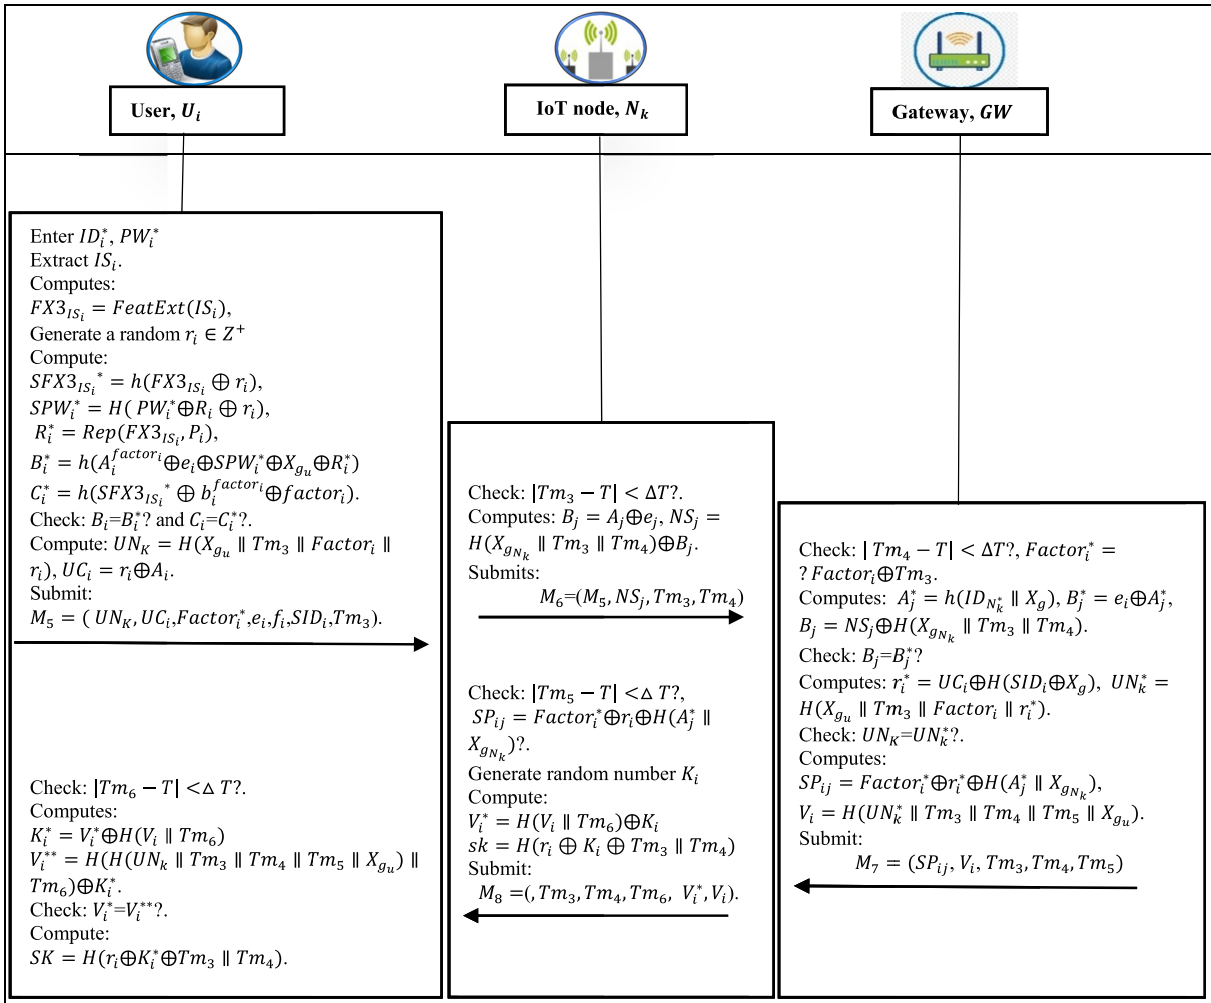 User, U_i
IoT node, N_k
Gateway, GW
Enter ID_i^*, PW_i^*
Extract IS_i.
Computes:
FX3_{IS_i} = FeatExt(IS_i),
Generate a random r_i ∈ Z^+
Compute:
SFX3_{IS_i}^* = h(FX3_{IS_i} ⊕ r_i),
SPW_i^* = H( PW_i^*⊕R_i ⊕ r_i),
R_i^* = Rep(FX3_{IS_i}, P_i),
B_i^* = h(A_i^{factor_i}⊕e_i⊕SPW_i^*⊕X_{g_u}⊕R_i^*)
C_i^* = h(SFX3_{IS_i}^* ⊕ b_i^{factor_i}⊕factor_i).
Check: B_i=B_i^*? and C_i=C_i^*?.
Compute: UN_K = H(X_{g_u} ∥ Tm_3 ∥ Factor_i ∥
r_i), UC_i = r_i⊕A_i.
Submit:
M_5 = ( UN_K, UC_i,Factor_i^*,e_i,f_i,SID_i,Tm_3).
Check: |Tm_3 − T| < ΔT?.
Computes: B_j = A_j⊕e_j, NS_j =
H(X_{g_{N_k}} ∥ Tm_3 ∥ Tm_4)⊕B_j.
Submits:
M_6=(M_5, NS_j, Tm_3, Tm_4)
Check: | Tm_4 − T| < ΔT?, Factor_i^* =
? Factor_i⊕Tm_3.
Computes: A_j^* = h(ID_{N_k^*} ∥ X_g), B_j^* = e_i⊕A_j^*,
B_j = NS_j⊕H(X_{g_{N_k}} ∥ Tm_3 ∥ Tm_4).
Check: B_j=B_j^*?
Computes: r_i^* = UC_i⊕H(SID_i⊕X_g), UN_k^* =
H(X_{g_u} ∥ Tm_3 ∥ Factor_i ∥ r_i^*).
Check: UN_K=UN_k^*?.
Computes
SP_{ij} = Factor_i^*⊕r_i^*⊕H(A_j^* ∥ X_{g_{N_k}}),
V_i = H(UN_k^* ∥ Tm_3 ∥ Tm_4 ∥ Tm_5 ∥ X_{g_u}).
Submit:
M_7 = (SP_{ij}, V_i, Tm_3, Tm_4, Tm_5)
Check: |Tm_5 − T| <△ T?,
SP_{ij} = Factor_i^*⊕r_i⊕H(A_j^* ∥
X_{g_{N_k}})?.
Generate random number K_i
Compute:
V_i^* = H(V_i ∥ Tm_6)⊕K_i
sk = H(r_i ⊕ K_i ⊕ Tm_3 ∥ Tm_4)
Submit:
M_8 =(, Tm_3, Tm_4, Tm_6, V_i^*, V_i).
Check: |Tm_6 − T| <△ T?.
Computes:
K_i^* = V_i^*⊕H(V_i ∥ Tm_6)
V_i^{**} = H(H(UN_k ∥ Tm_3 ∥ Tm_4 ∥ Tm_5 ∥ X_{g_u}) ∥
Tm_6)⊕K_i^*.
Check: V_i^*=V_i^{**}?.
Compute:
SK = H(r_i⊕K_i^*⊕Tm_3 ∥ Tm_4).